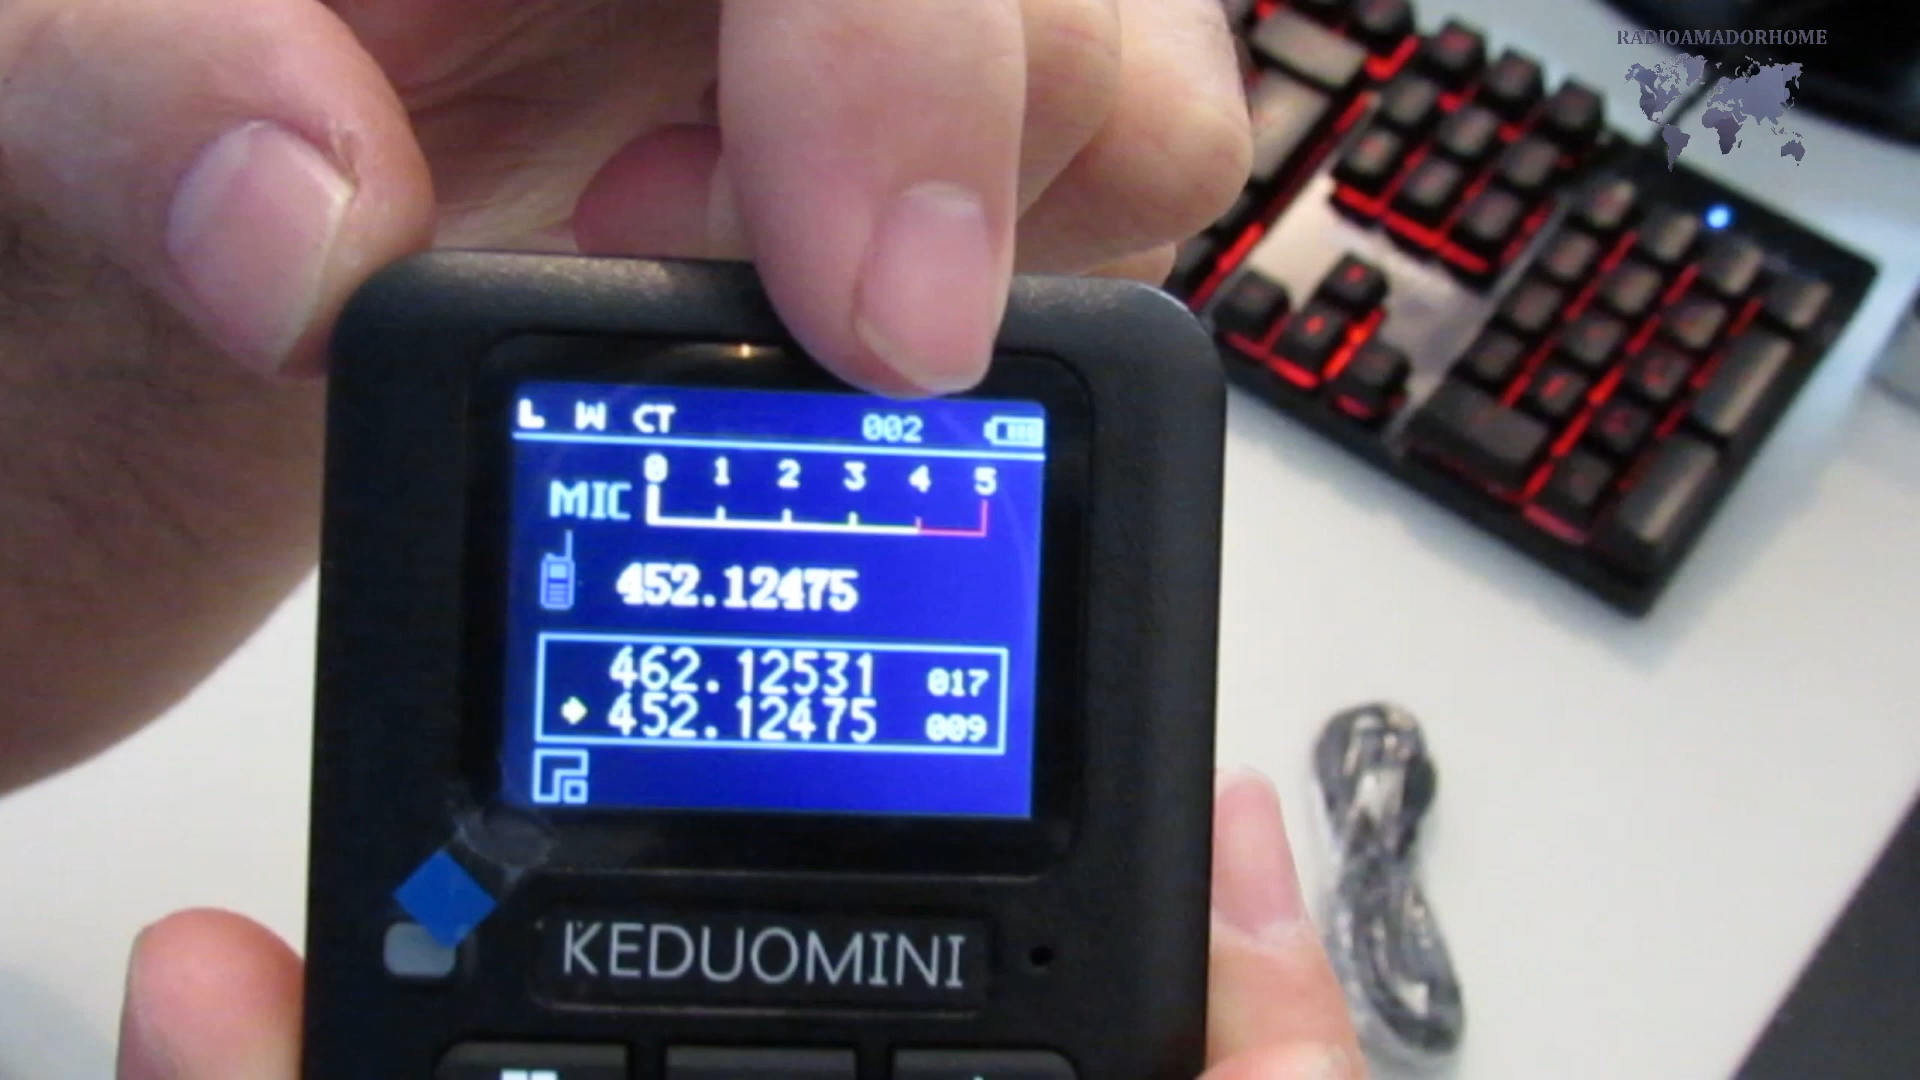 RADIOAMADORHOME
L W CT 002
0 1 2 3 4 5
MIC
452.12475
462.12531 017
452.12475 009
KEDUOMINI